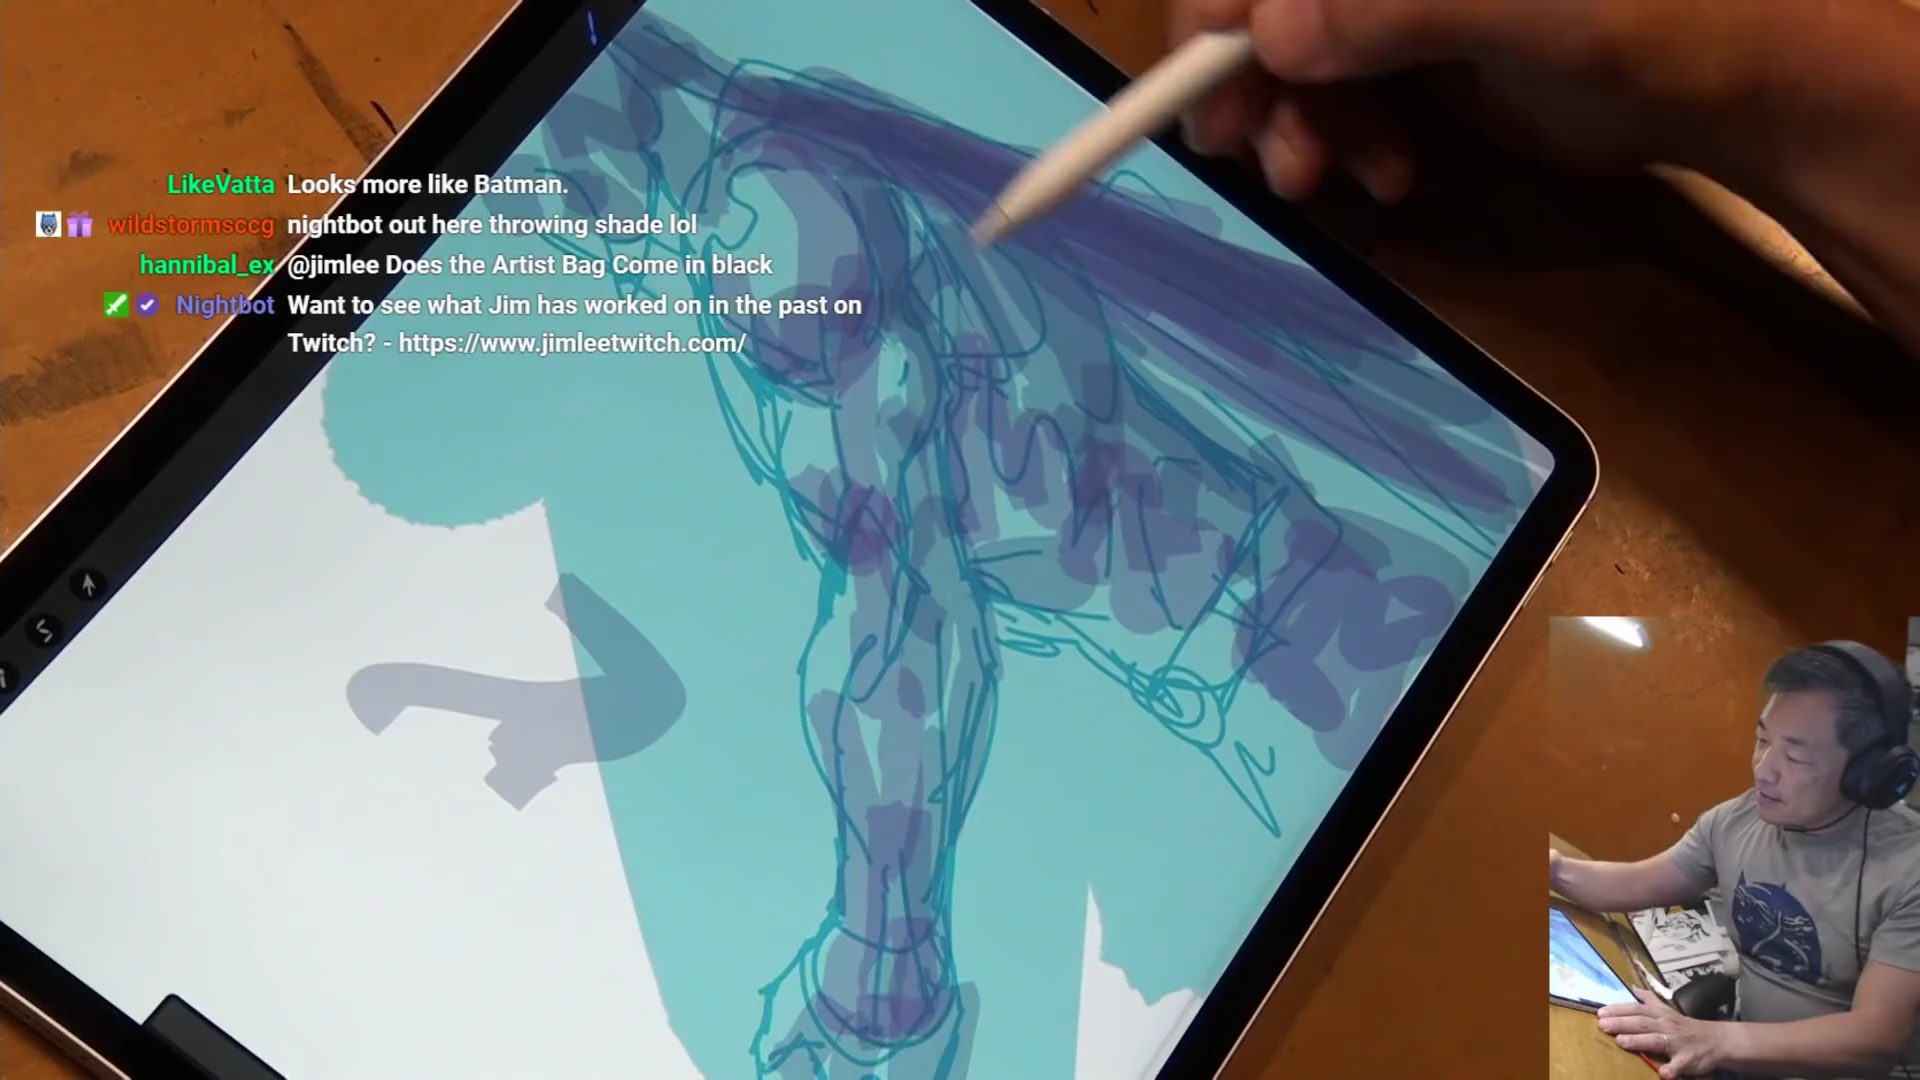 LikeVatta Looks more like Batman.
wildstormsccg nightbot out here throwing shade lol
hannibal_ex @jimlee Does the Artist Bag Come in black
Nightbot Want to see what Jim has worked on in the past on
Twitch? - https://www.jimleetwitch.com/